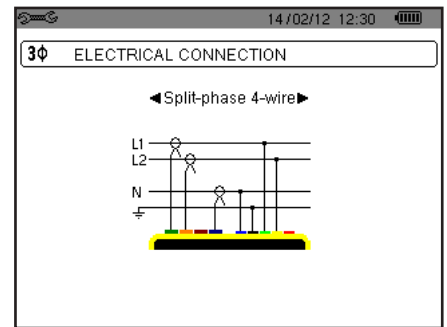 14/02/12 12:30
3Φ ELECTRICAL CONNECTION
◄Split-phase 4-wire►
L1
L2
N